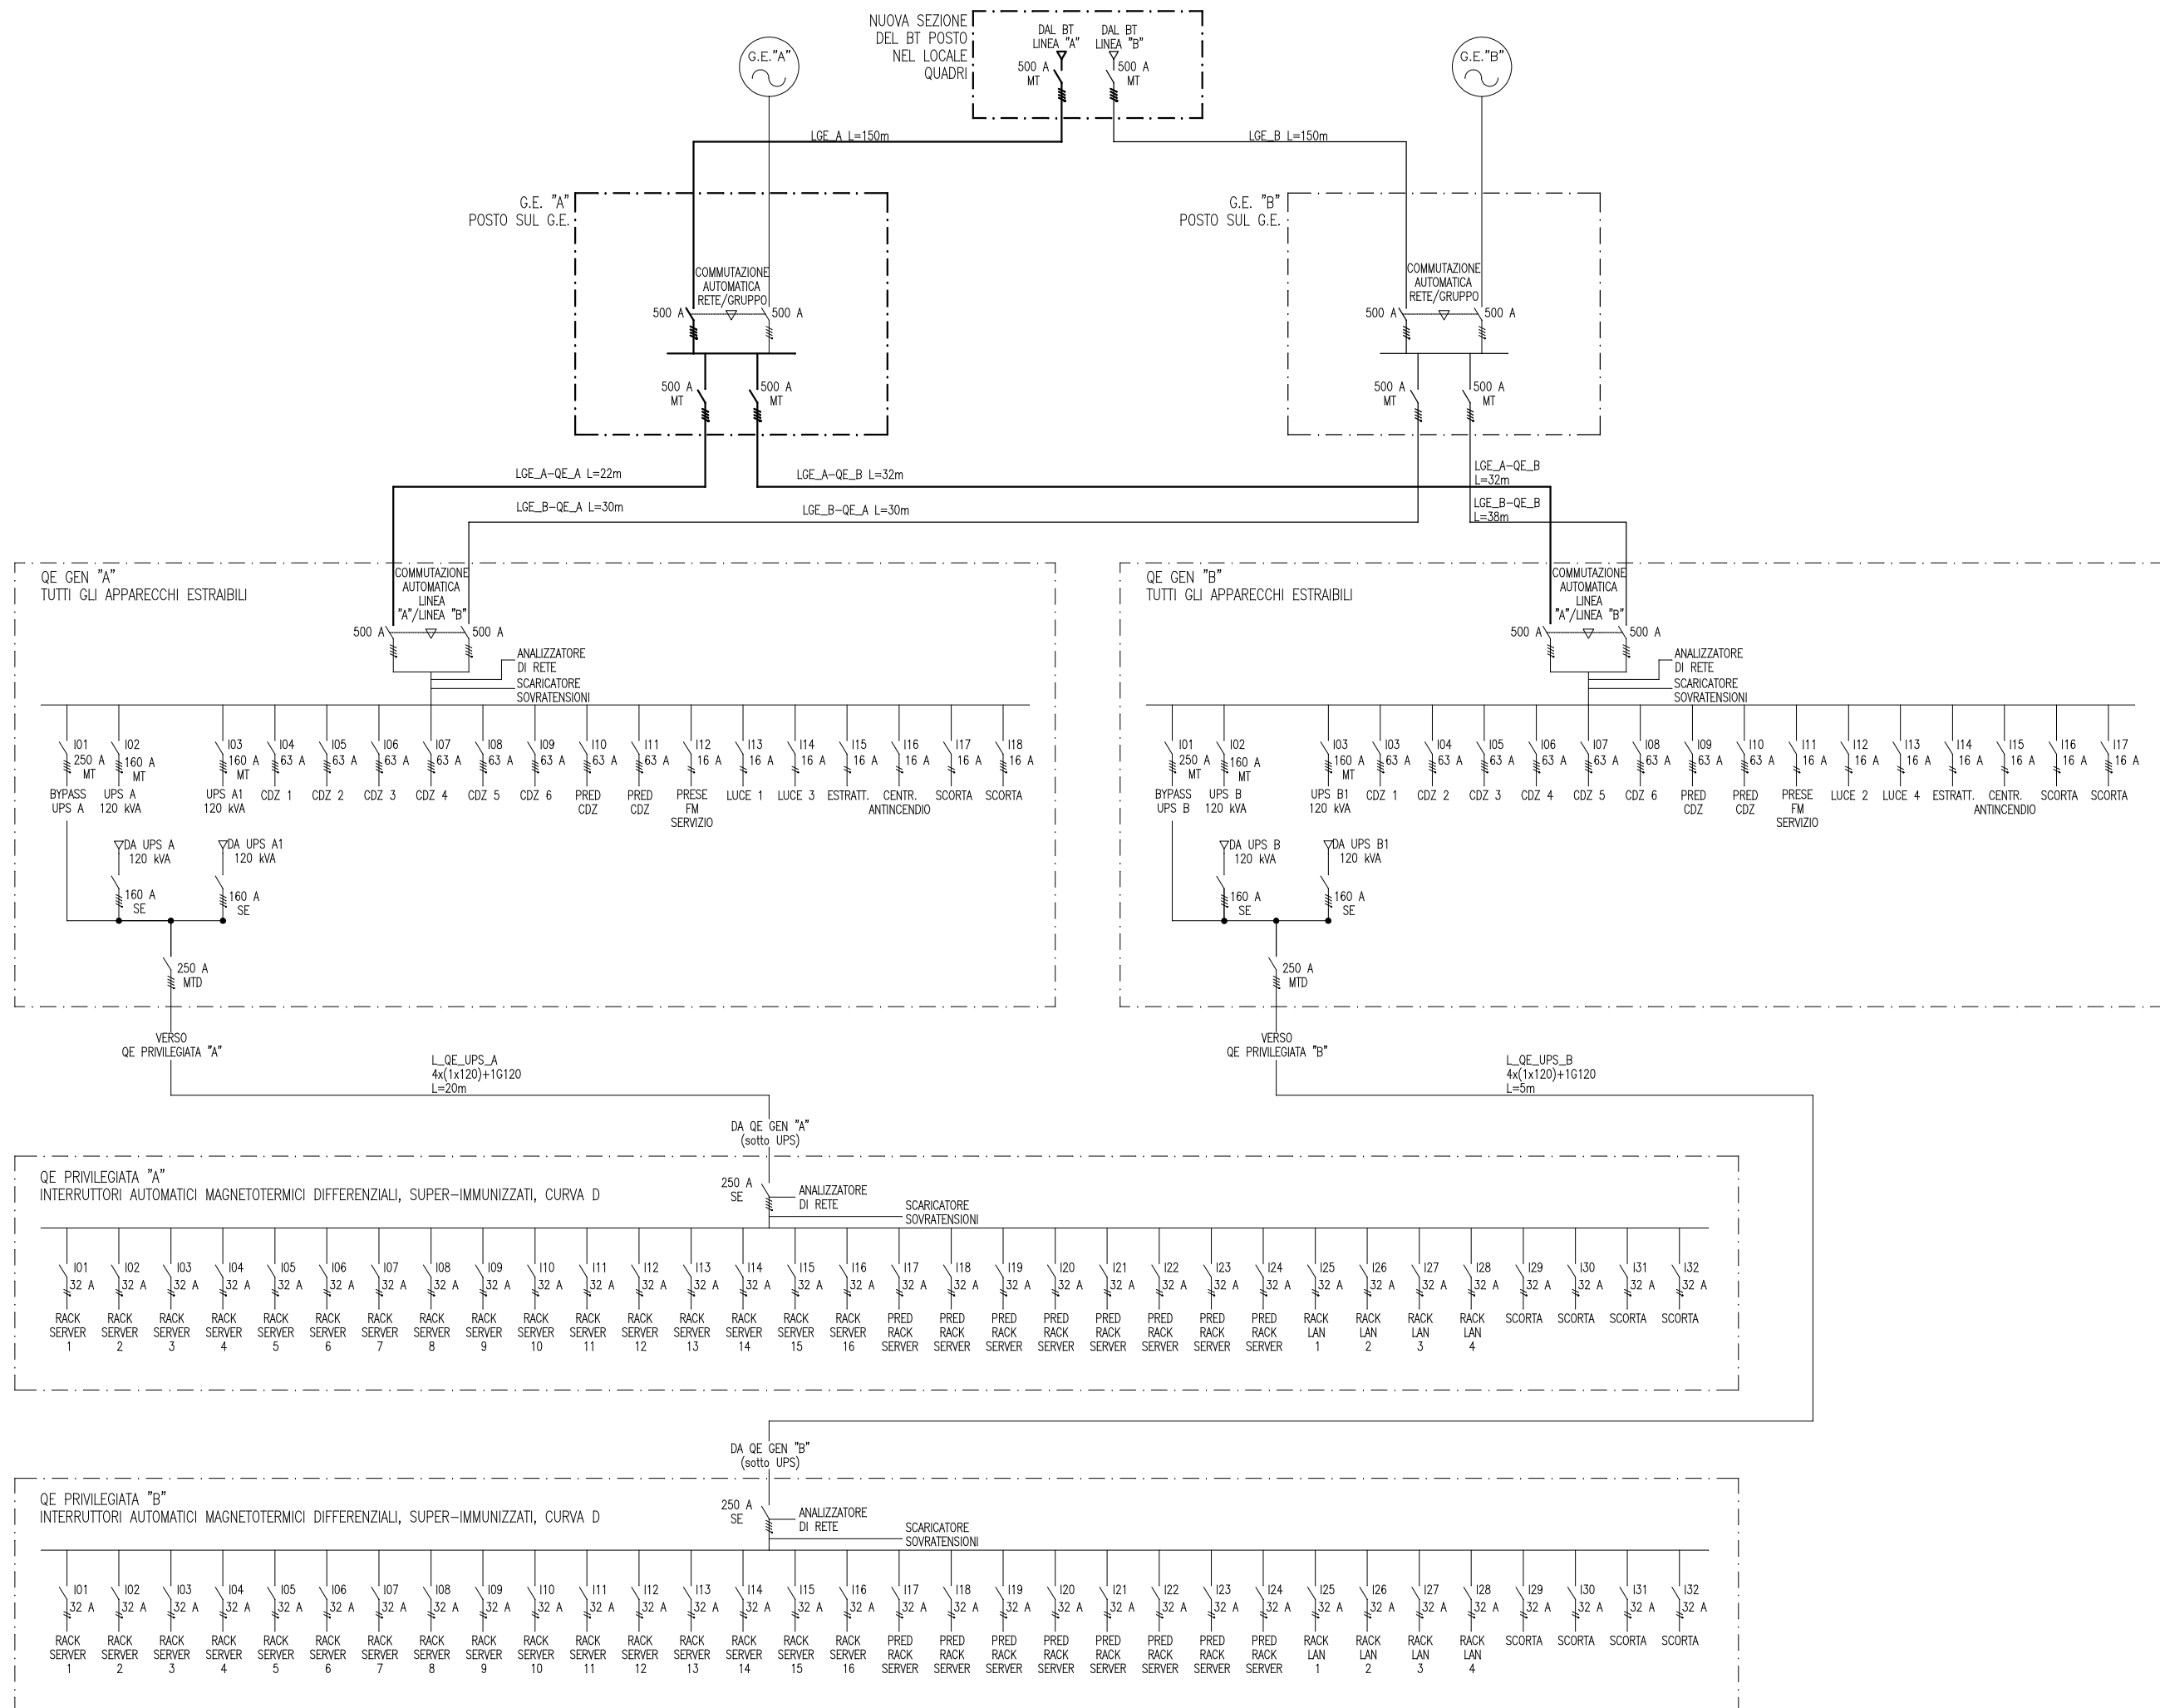 NUOVA SEZIONE
DEL BT POSTO
NEL LOCALE
QUADRI
DAL BT
LINEA "A"
DAL BT
LINEA "B"
500 A
MT
500 A
MT
G.E."A"
G.E."B"
LGE_A L=150m
LGE_B L=150m
G.E. "A"
POSTO SUL G.E.
COMMUTAZIONE
AUTOMATICA
RETE/GRUPPO
500 A
500 A
500 A
MT
500 A
MT
G.E. "B"
POSTO SUL G.E.
COMMUTAZIONE
AUTOMATICA
RETE/GRUPPO
500 A
500 A
500 A
MT
500 A
MT
LGE_A-QE_A L=22m
LGE_A-QE_B L=32m
LGE_A-QE_B
L=32m
LGE_B-QE_A L=30m
LGE_B-QE_A L=30m
LGE_B-QE_B
L=38m
QE GEN "A"
TUTTI GLI APPARECCHI ESTRAIBILI
COMMUTAZIONE
AUTOMATICA
LINEA
"A"/LINEA "B"
500 A
500 A
ANALIZZATORE
DI RETE
SCARICATORE
SOVRATENSIONI
I01 I02 I03 I04 I05 I06 I07 I08 I09 I10 I11 I12 I13 I14 I15 I16 I17 I18
250 A 160 A 160 A 63 A 63 A 63 A 63 A 63 A 63 A 63 A 63 A 16 A 16 A 16 A 16 A 16 A 16 A 16 A
MT MT MT
BYPASS UPS A UPS A1 CDZ 1 CDZ 2 CDZ 3 CDZ 4 CDZ 5 CDZ 6 PRED PRED PRESE LUCE 1 LUCE 3 ESTRATT. CENTR. SCORTA SCORTA
UPS A 120 kVA 120 kVA CDZ CDZ FM ANTINCENDIO
SERVIZIO
DA UPS A
120 kVA
DA UPS A1
120 kVA
160 A
SE
160 A
SE
250 A
MTD
VERSO
QE PRIVILEGIATA "A"
QE GEN "B"
TUTTI GLI APPARECCHI ESTRAIBILI
COMMUTAZIONE
AUTOMATICA
LINEA
"A"/LINEA "B"
500 A
500 A
ANALIZZATORE
DI RETE
SCARICATORE
SOVRATENSIONI
I01 I02 I03 I03 I04 I05 I06 I07 I08 I09 I10 I11 I12 I13 I14 I15 I16 I17
250 A 160 A 160 A 63 A 63 A 63 A 63 A 63 A 63 A 63 A 63 A 16 A 16 A 16 A 16 A 16 A 16 A 16 A
MT MT MT
BYPASS UPS B UPS B1 CDZ 1 CDZ 2 CDZ 3 CDZ 4 CDZ 5 CDZ 6 PRED PRED PRESE LUCE 2 LUCE 4 ESTRATT. CENTR. SCORTA SCORTA
UPS B 120 kVA 120 kVA CDZ CDZ FM ANTINCENDIO
SERVIZIO
DA UPS B
120 kVA
DA UPS B1
120 kVA
160 A
SE
160 A
SE
250 A
MTD
VERSO
QE PRIVILEGIATA "B"
L_QE_UPS_A
4x(1x120)+1G120
L=20m
L_QE_UPS_B
4x(1x120)+1G120
L=5m
DA QE GEN "A"
(sotto UPS)
QE PRIVILEGIATA "A"
INTERRUTTORI AUTOMATICI MAGNETOTERMICI DIFFERENZIALI, SUPER-IMMUNIZZATI, CURVA D
250 A
SE
ANALIZZATORE
DI RETE
SCARICATORE
SOVRATENSIONI
I01 I02 I03 I04 I05 I06 I07 I08 I09 I10 I11 I12 I13 I14 I15 I16 I17 I18 I19 I20 I21 I22 I23 I24 I25 I26 I27 I28 I29 I30 I31 I32
32 A 32 A 32 A 32 A 32 A 32 A 32 A 32 A 32 A 32 A 32 A 32 A 32 A 32 A 32 A 32 A 32 A 32 A 32 A 32 A 32 A 32 A 32 A 32 A 32 A 32 A 32 A 32 A 32 A 32 A 32 A 32 A
RACK RACK RACK RACK RACK RACK RACK RACK RACK RACK RACK RACK RACK RACK RACK RACK PRED PRED PRED PRED PRED PRED PRED PRED RACK RACK RACK RACK SCORTA SCORTA SCORTA SCORTA
SERVER SERVER SERVER SERVER SERVER SERVER SERVER SERVER SERVER SERVER SERVER SERVER SERVER SERVER SERVER SERVER RACK RACK RACK RACK RACK RACK RACK RACK LAN LAN LAN LAN
1 2 3 4 5 6 7 8 9 10 11 12 13 14 15 16 SERVER SERVER SERVER SERVER SERVER SERVER SERVER SERVER 1 2 3 4
DA QE GEN "B"
(sotto UPS)
QE PRIVILEGIATA "B"
INTERRUTTORI AUTOMATICI MAGNETOTERMICI DIFFERENZIALI, SUPER-IMMUNIZZATI, CURVA D
250 A
SE
ANALIZZATORE
DI RETE
SCARICATORE
SOVRATENSIONI
I01 I02 I03 I04 I05 I06 I07 I08 I09 I10 I11 I12 I13 I14 I15 I16 I17 I18 I19 I20 I21 I22 I23 I24 I25 I26 I27 I28 I29 I30 I31 I32
32 A 32 A 32 A 32 A 32 A 32 A 32 A 32 A 32 A 32 A 32 A 32 A 32 A 32 A 32 A 32 A 32 A 32 A 32 A 32 A 32 A 32 A 32 A 32 A 32 A 32 A 32 A 32 A 32 A 32 A 32 A 32 A
RACK RACK RACK RACK RACK RACK RACK RACK RACK RACK RACK RACK RACK RACK RACK RACK PRED PRED PRED PRED PRED PRED PRED PRED RACK RACK RACK RACK SCORTA SCORTA SCORTA SCORTA
SERVER SERVER SERVER SERVER SERVER SERVER SERVER SERVER SERVER SERVER SERVER SERVER SERVER SERVER SERVER SERVER RACK RACK RACK RACK RACK RACK RACK RACK LAN LAN LAN LAN
1 2 3 4 5 6 7 8 9 10 11 12 13 14 15 16 SERVER SERVER SERVER SERVER SERVER SERVER SERVER SERVER 1 2 3 4